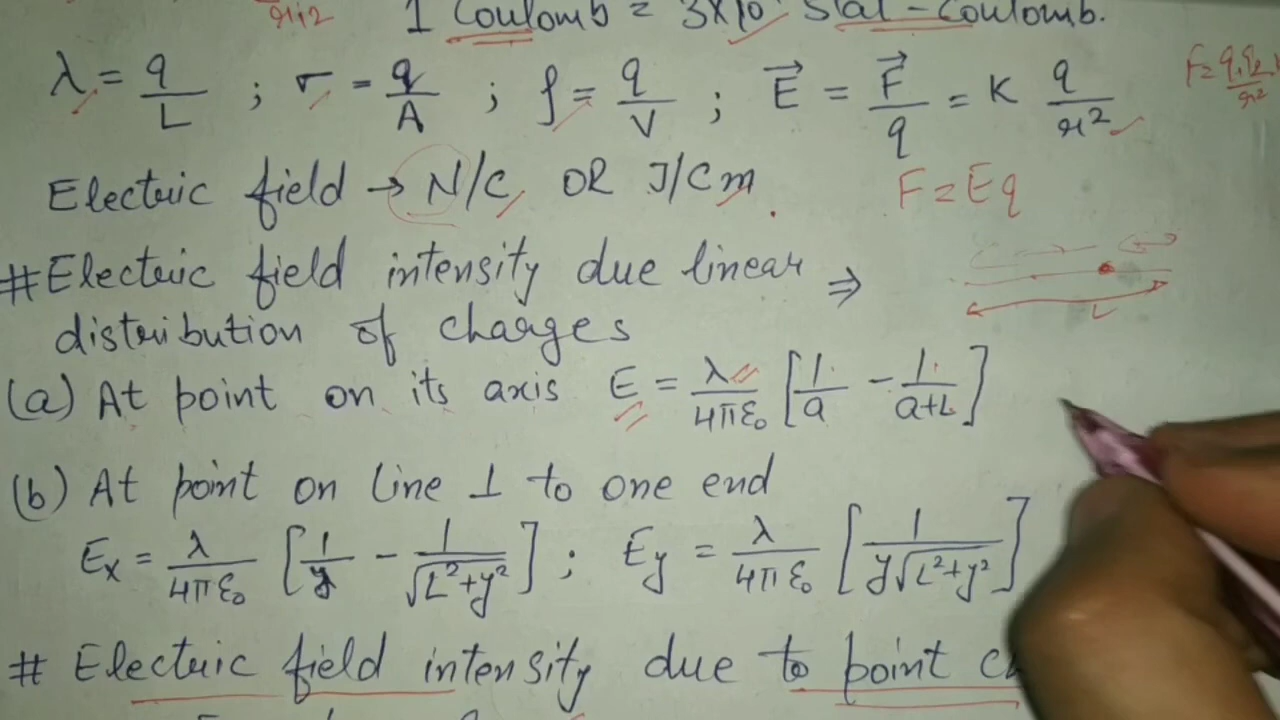 1 Coulomb = 3×10 Stat-Coulomb.
λ = q/L ; σ = q/A ; ρ = q/V ; E⃗ = F⃗/q = K q/r² F=q₁q₂/r²
Electric field → N/C OR J/Cm F=Eq
#Electric field intensity due linear ⇒
distribution of charges L
(a) At point on its axis E = λ/4πε₀ [1/a − 1/a+L]
(b) At point on line ⊥ to one end
Ex = λ/4πε₀ [1/y − 1/√L²+y²] ; Ey = λ/4πε₀ [1/y√L²+y²]
# Electric field intensity due to point